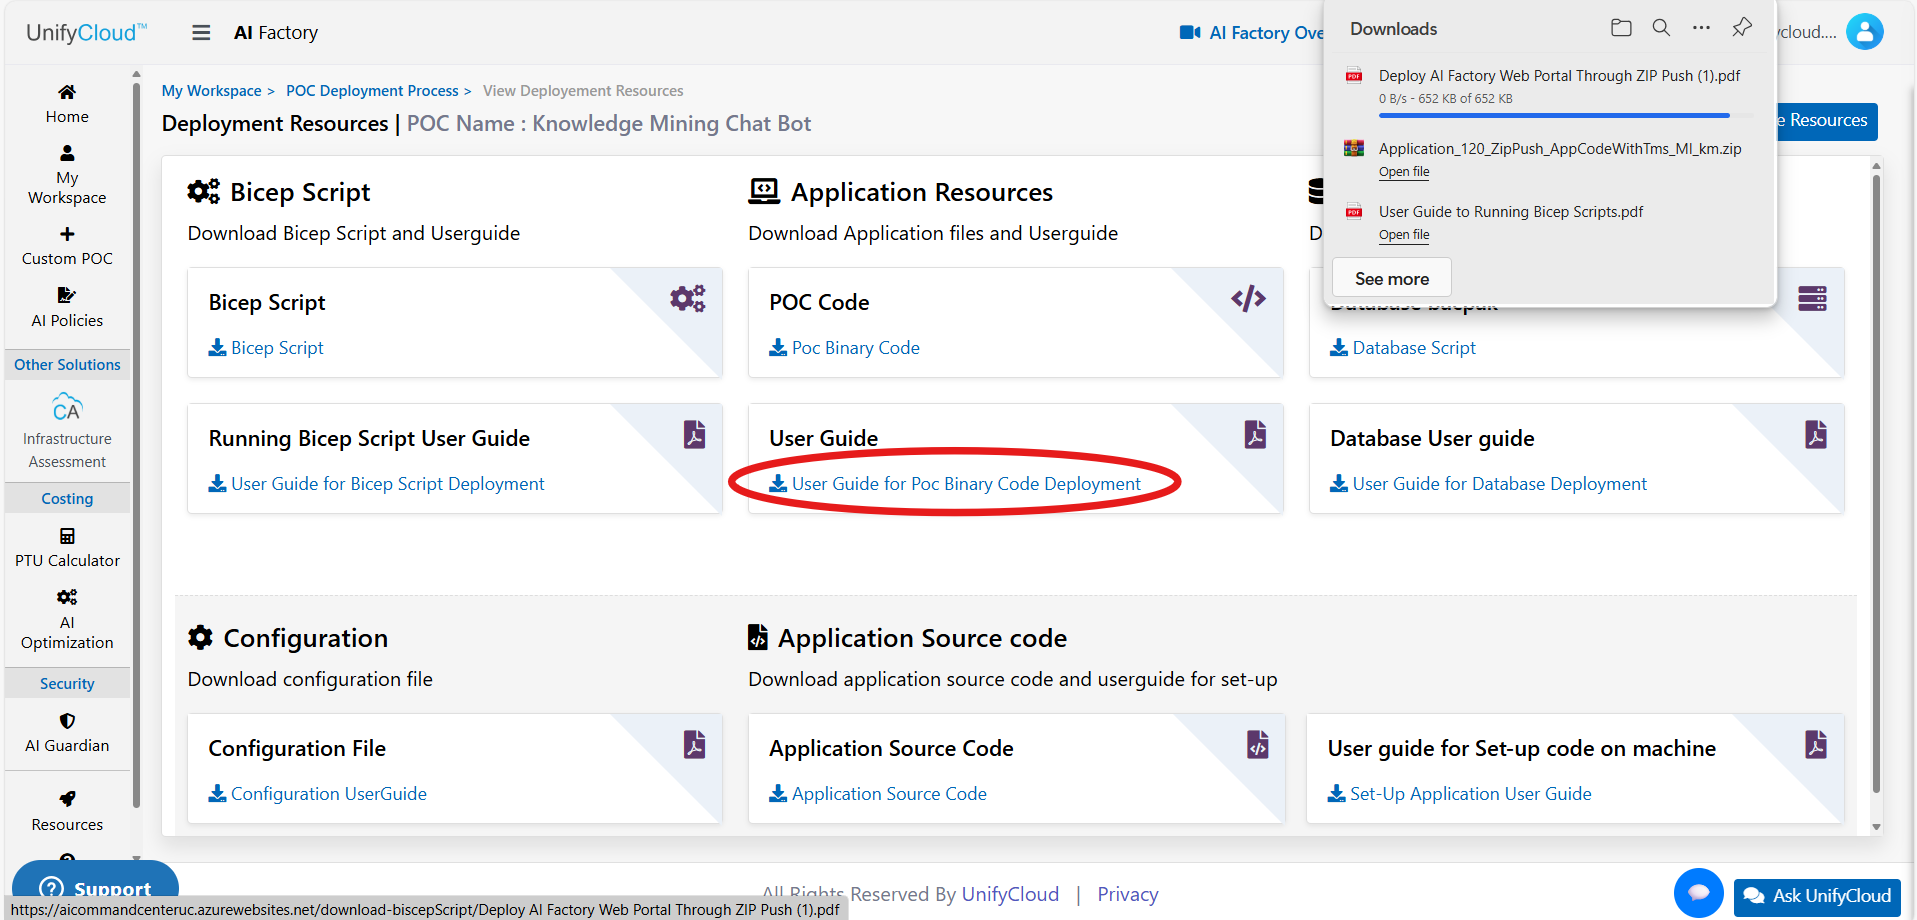 UnifyCloud™
AI Factory
AI Factory Ove
ycloud....
Downloads
Deploy AI Factory Web Portal Through ZIP Push (1).pdf
0 B/s - 652 KB of 652 KB
Application_120_ZipPush_AppCodeWithTms_MI_km.zip
Open file
User Guide to Running Bicep Scripts.pdf
Open file
See more
Home
My
Workspace
Custom POC
AI Policies
Other Solutions
CA
Infrastructure
Assessment
Costing
PTU Calculator
AI
Optimization
Security
AI Guardian
Resources
Support
My Workspace > POC Deployment Process > View Deployement Resources
Deployment Resources | POC Name : Knowledge Mining Chat Bot
e Resources
Bicep Script
Download Bicep Script and Userguide
Bicep Script
Bicep Script
Running Bicep Script User Guide
User Guide for Bicep Script Deployment
Application Resources
Download Application files and Userguide
POC Code
Poc Binary Code
User Guide
User Guide for Poc Binary Code Deployment
D
Database bacpak
Database Script
Database User guide
User Guide for Database Deployment
Configuration
Download configuration file
Configuration File
Configuration UserGuide
Application Source code
Download application source code and userguide for set-up
Application Source Code
Application Source Code
User guide for Set-up code on machine
Set-Up Application User Guide
All Rights Reserved By UnifyCloud | Privacy
Ask UnifyCloud
https://aicommandcenteruc.azurewebsites.net/download-biscepScript/Deploy AI Factory Web Portal Through ZIP Push (1).pdf